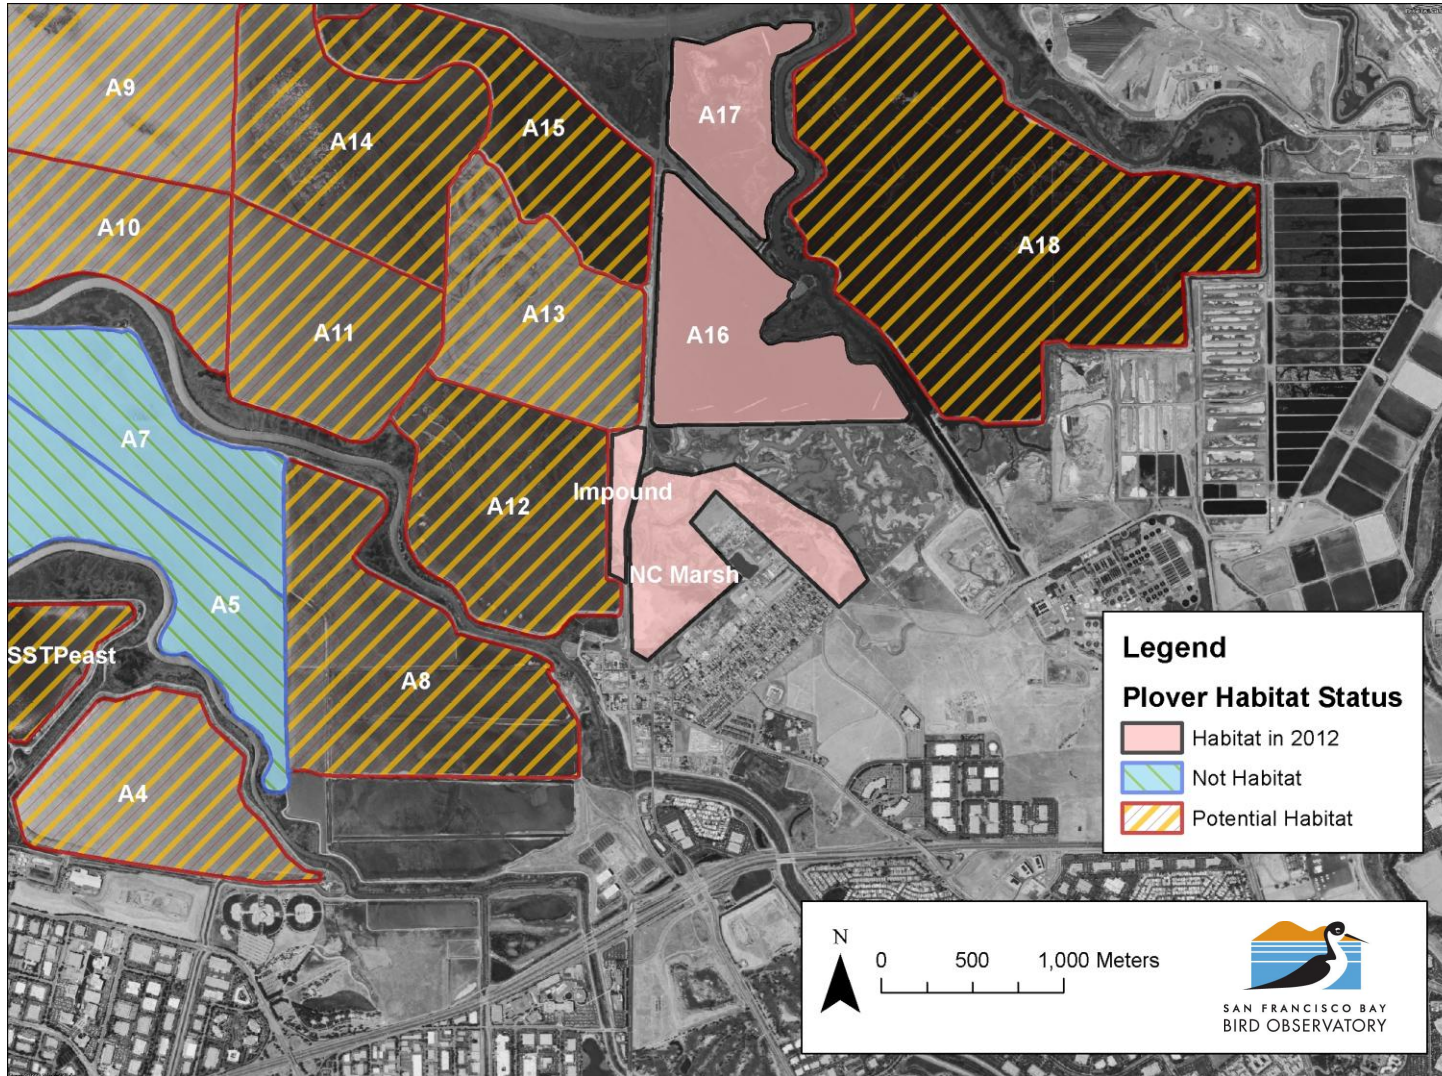 A9
A14
A15
A17
A10
A18
A11
A13
A16
A7
Impound
A12
NC Marsh
A5
SSTPeast
A8
A4
Legend
Plover Habitat Status
Habitat in 2012
Not Habitat
Potential Habitat
N
0 500 1,000 Meters
SAN FRANCISCO BAY
BIRD OBSERVATORY